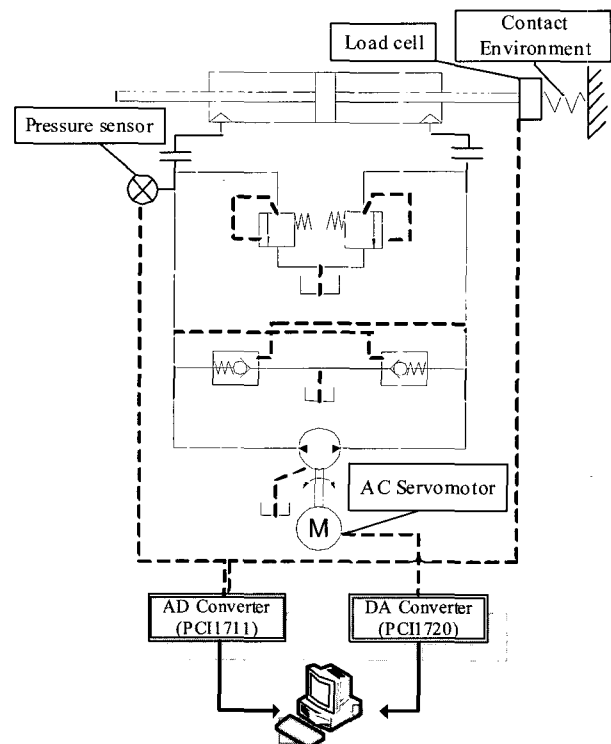 Contact
Environment
Load cell
Pressure sensor
AC Servomotor
M
AD Converter
(PCI1711)
DA Converter
(PCI1720)